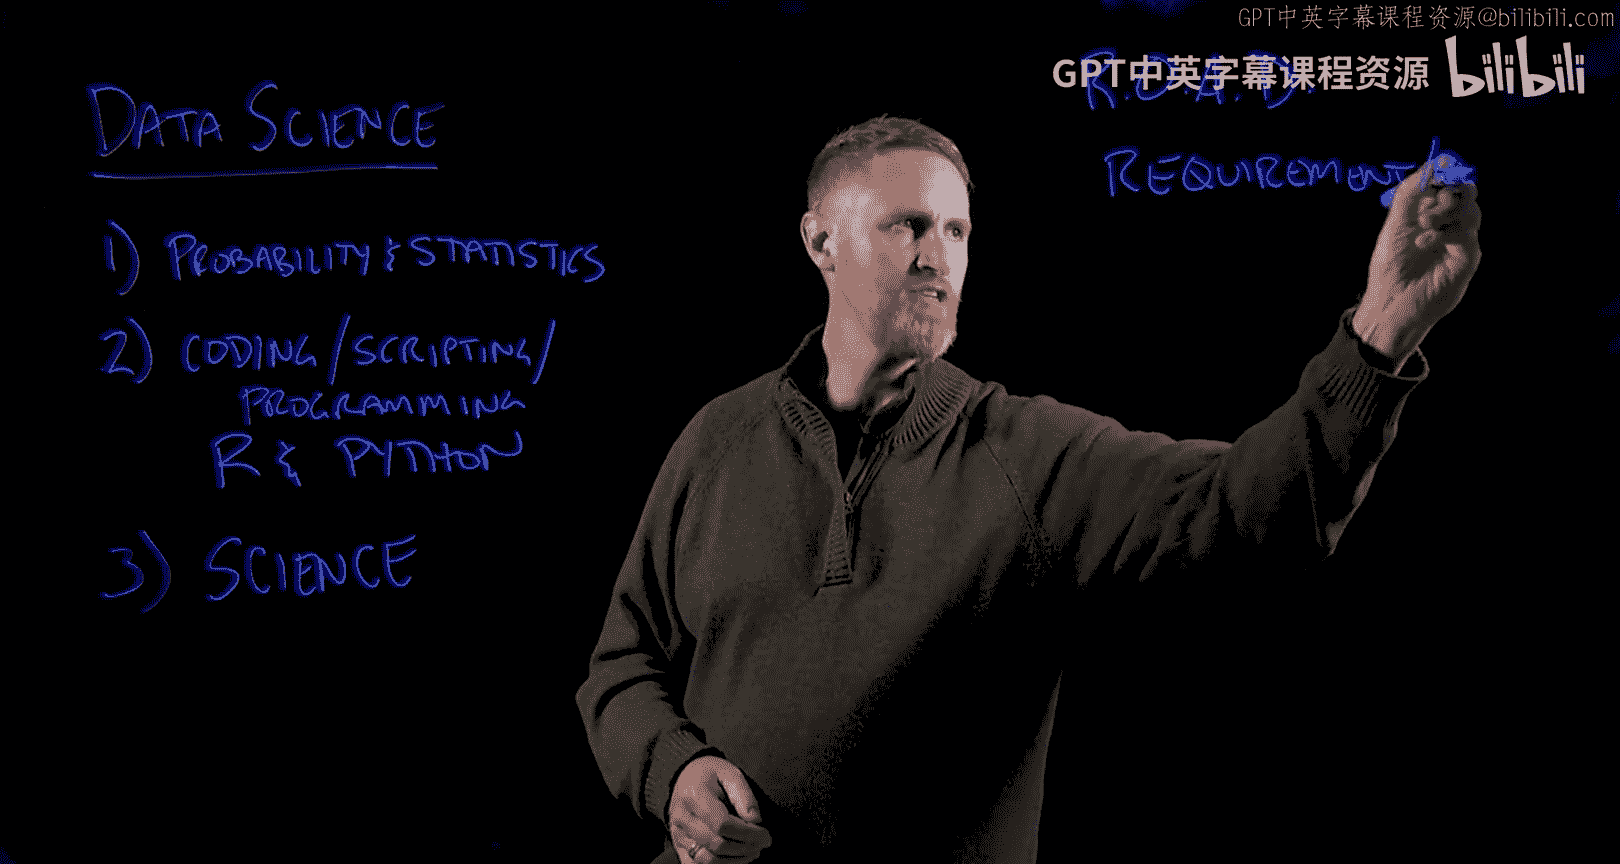 GPT中英字幕课程资源@bilibili.com
GPT中英字幕课程资源 bilibili
DATA SCIENCE
1) PROBABILITY & STATISTICS
2) CODING/SCRIPTING/
PROGRAMMING
R & PYTHON
3) SCIENCE
R.O.A.D.
REQUIREMENT/